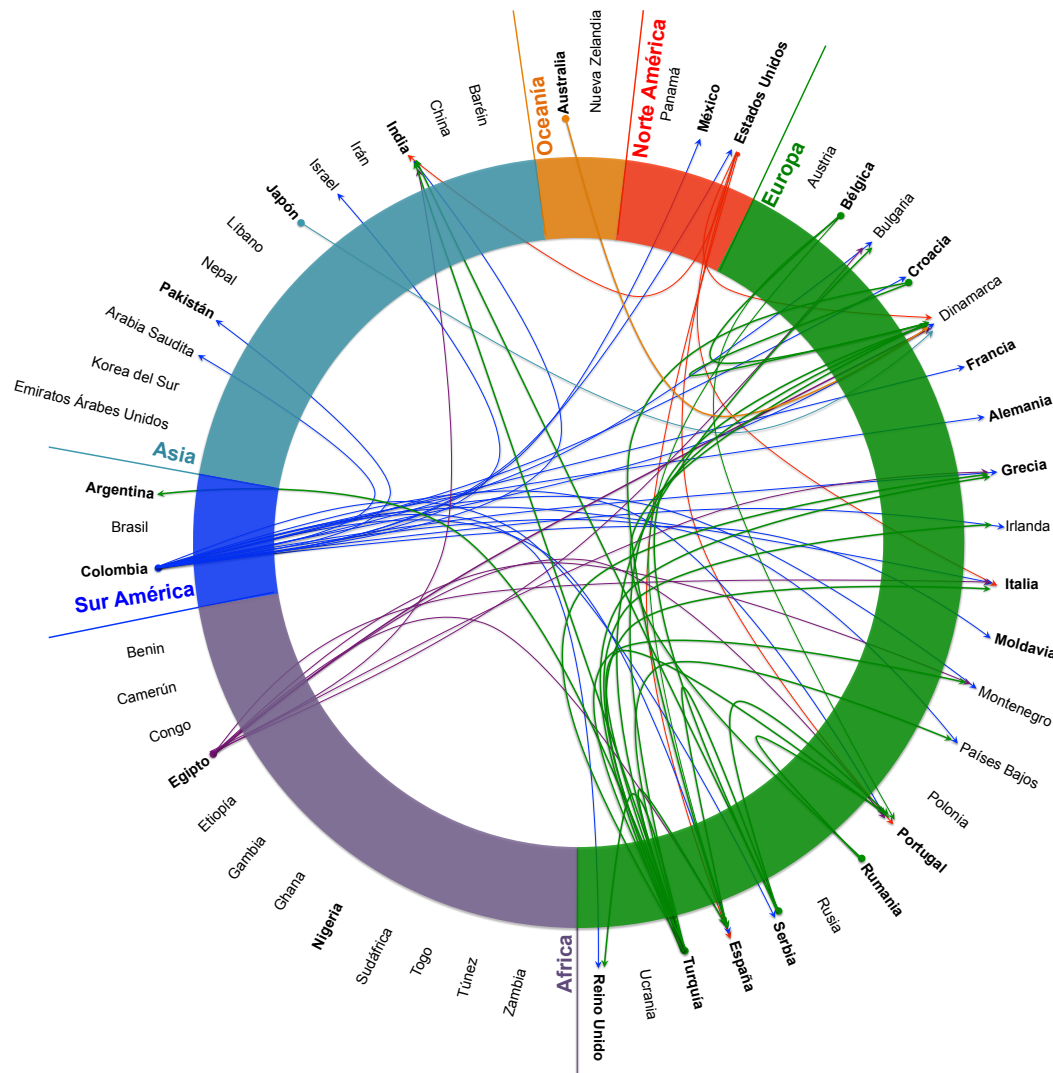 Oceanía
Australia
Nueva Zelandia
Norte América
Panamá
México
Estados Unidos
Europa
Austria
Bélgica
Bulgaria
Croacia
Dinamarca
Francia
Alemania
Grecia
Irlanda
Italia
Moldavia
Montenegro
Países Bajos
Polonia
Portugal
Rumania
Rusia
Serbia
España
Turquía
Ucrania
Reino Unido
Africa
Zambia
Túnez
Togo
Sudáfrica
Nigeria
Ghana
Gambia
Etiopía
Egipto
Congo
Camerún
Benin
Sur América
Colombia
Brasil
Argentina
Asia
Emiratos Árabes Unidos
Korea del Sur
Arabia Saudita
Pakistán
Nepal
Líbano
Japón
Israel
Irán
India
China
Baréin